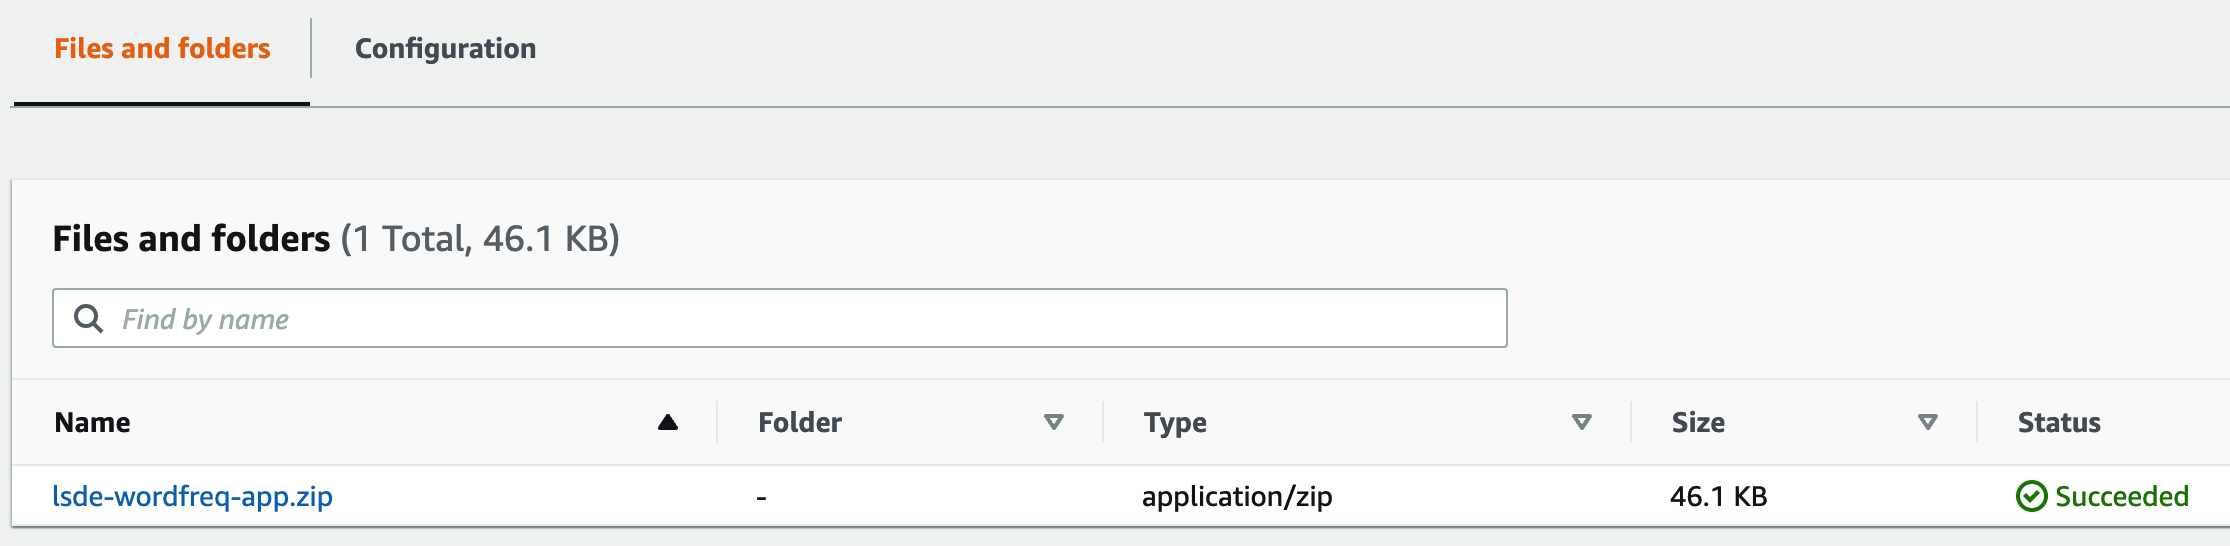 Files and folders Configuration
Files and folders (1 Total, 46.1 KB)
Find by name
Name Folder Type Size Status
lsde-wordfreq-app.zip - application/zip 46.1 KB Succeeded